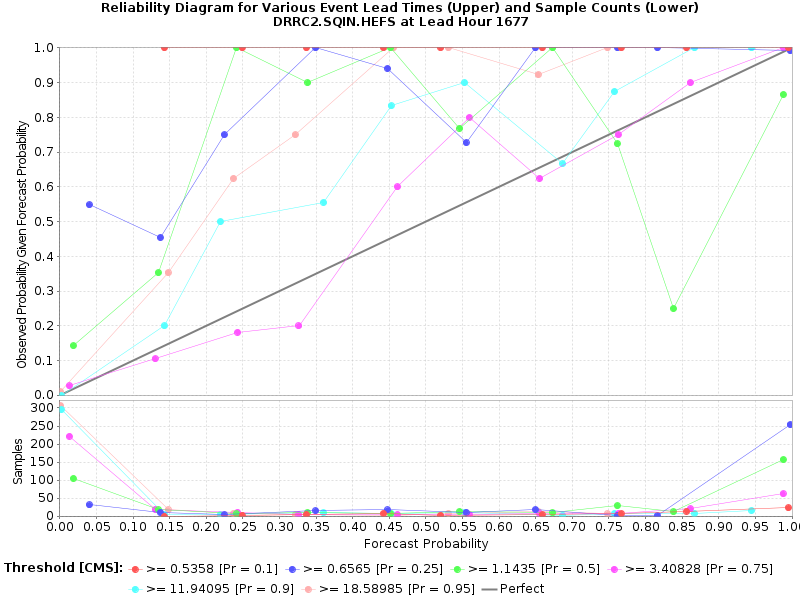 Reliability Diagram for Various Event Lead Times (Upper) and Sample Counts (Lower)
DRRC2.SQIN.HEFS at Lead Hour 1677
Observed Probability Given Forecast Probability
1.0
0.9
0.8
0.7
0.6
0.5
0.4
0.3
0.2
0.1
0.0
Samples
300
250
200
150
100
50
0
0.00 0.05 0.10 0.15 0.20 0.25 0.30 0.35 0.40 0.45 0.50 0.55 0.60 0.65 0.70 0.75 0.80 0.85 0.90 0.95 1.00
Forecast Probability
Threshold [CMS]: >= 0.5358 [Pr = 0.1] >= 0.6565 [Pr = 0.25] >= 1.1435 [Pr = 0.5] >= 3.40828 [Pr = 0.75]
>= 11.94095 [Pr = 0.9] >= 18.58985 [Pr = 0.95] Perfect